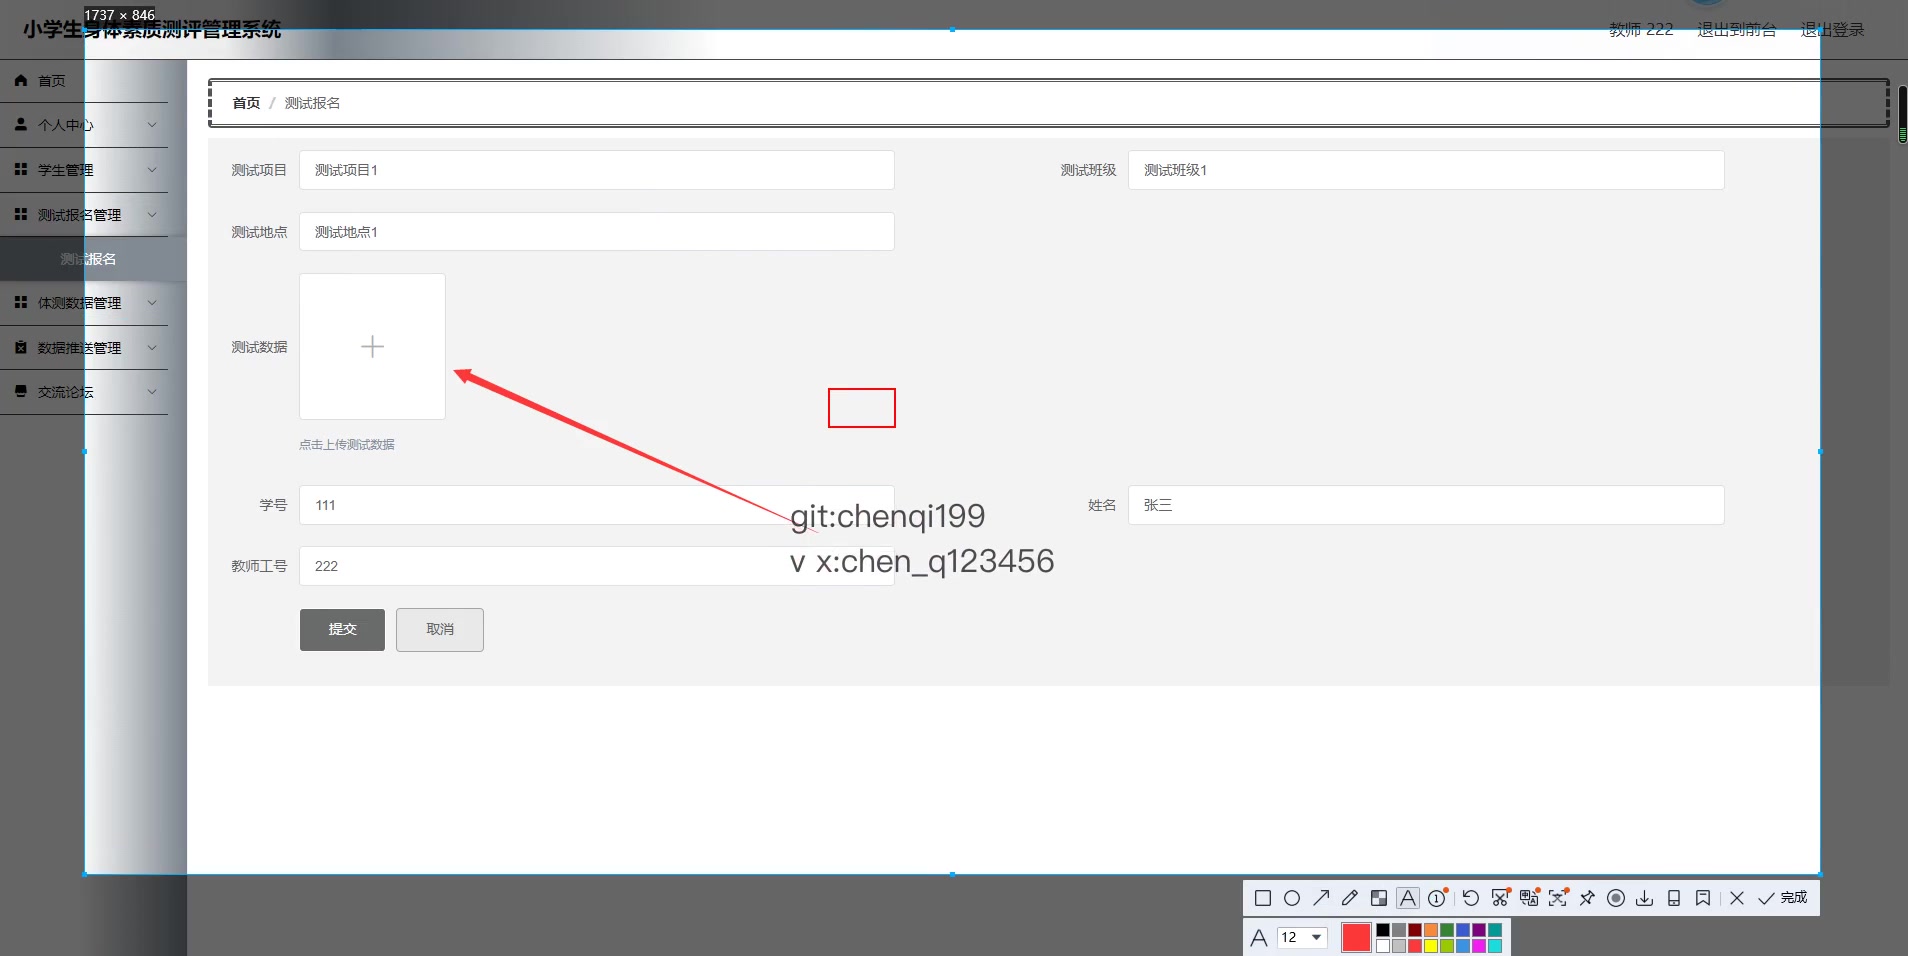 1737 × 846
小学生身体素质测评管理系统
教师 222 退出到前台 退出登录
首页
个人中心
学生管理
测试报名管理
测试报名
体测数据管理
数据推送管理
交流论坛
首页 / 测试报名
测试项目 测试项目1 测试班级 测试班级1
测试地点 测试地点1
测试数据
点击上传测试数据
学号 111 姓名 张三
git:chenqi199
教师工号 222
v x:chen_q123456
提交 取消
完成
12